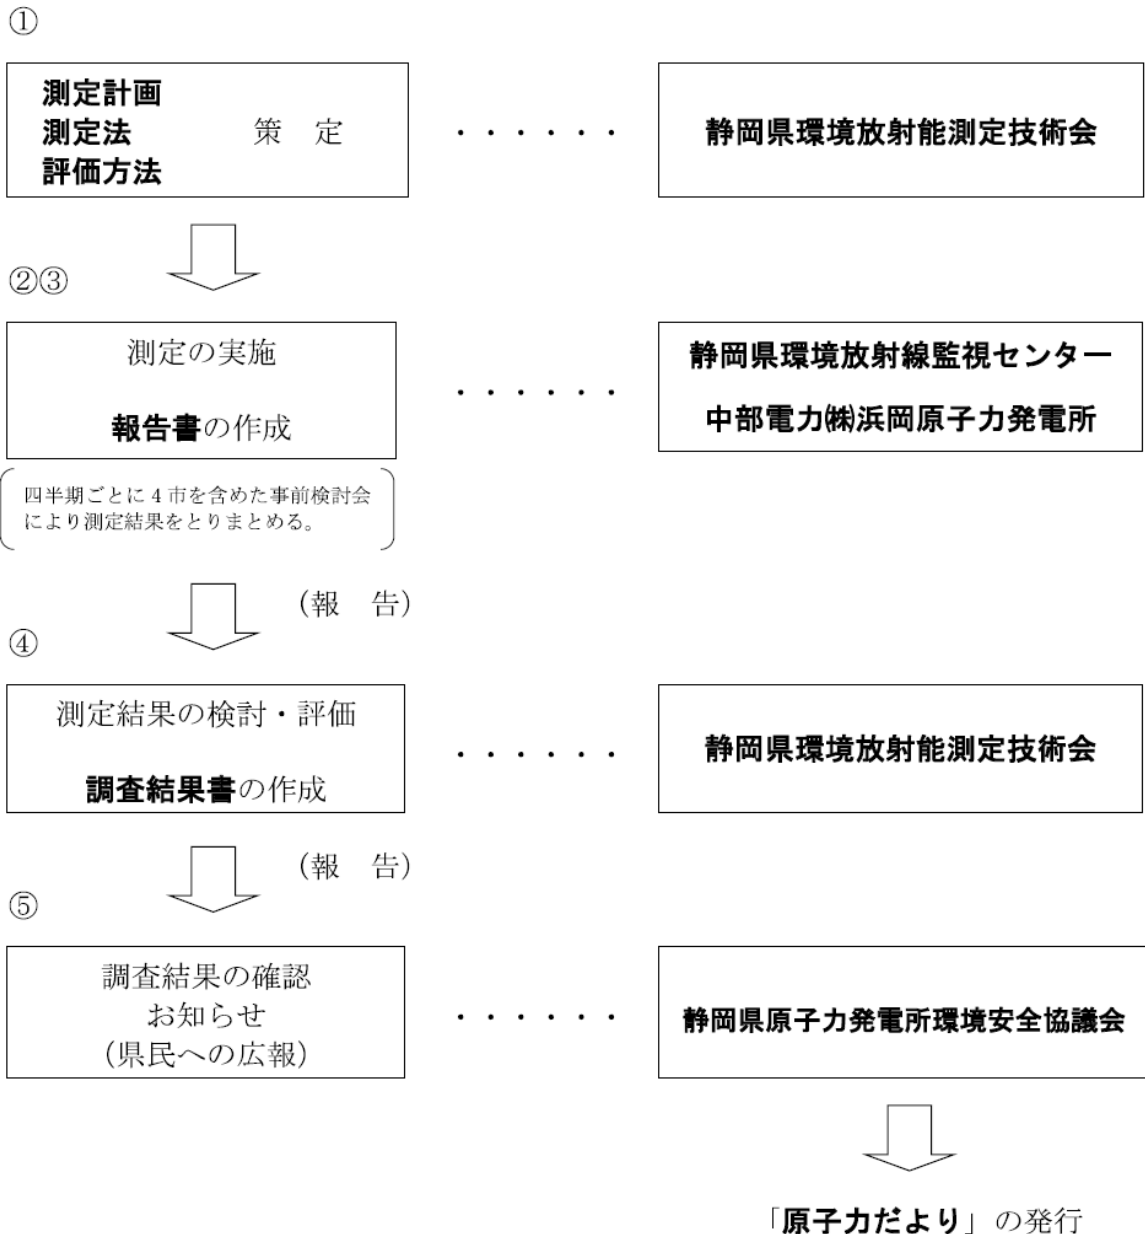 ①
測定計画
測定法　　　　策　定
評価方法
・・・・・・
静岡県環境放射能測定技術会
②③
測定の実施
報告書の作成
・・・・・・
静岡県環境放射線監視センター
中部電力㈱浜岡原子力発電所
四半期ごとに4市を含めた事前検討会
により測定結果をとりまとめる。
（報　告）
④
測定結果の検討・評価
調査結果書の作成
・・・・・・
静岡県環境放射能測定技術会
（報　告）
⑤
調査結果の確認
お知らせ
（県民への広報）
・・・・・・
静岡県原子力発電所環境安全協議会
「原子力だより」の発行